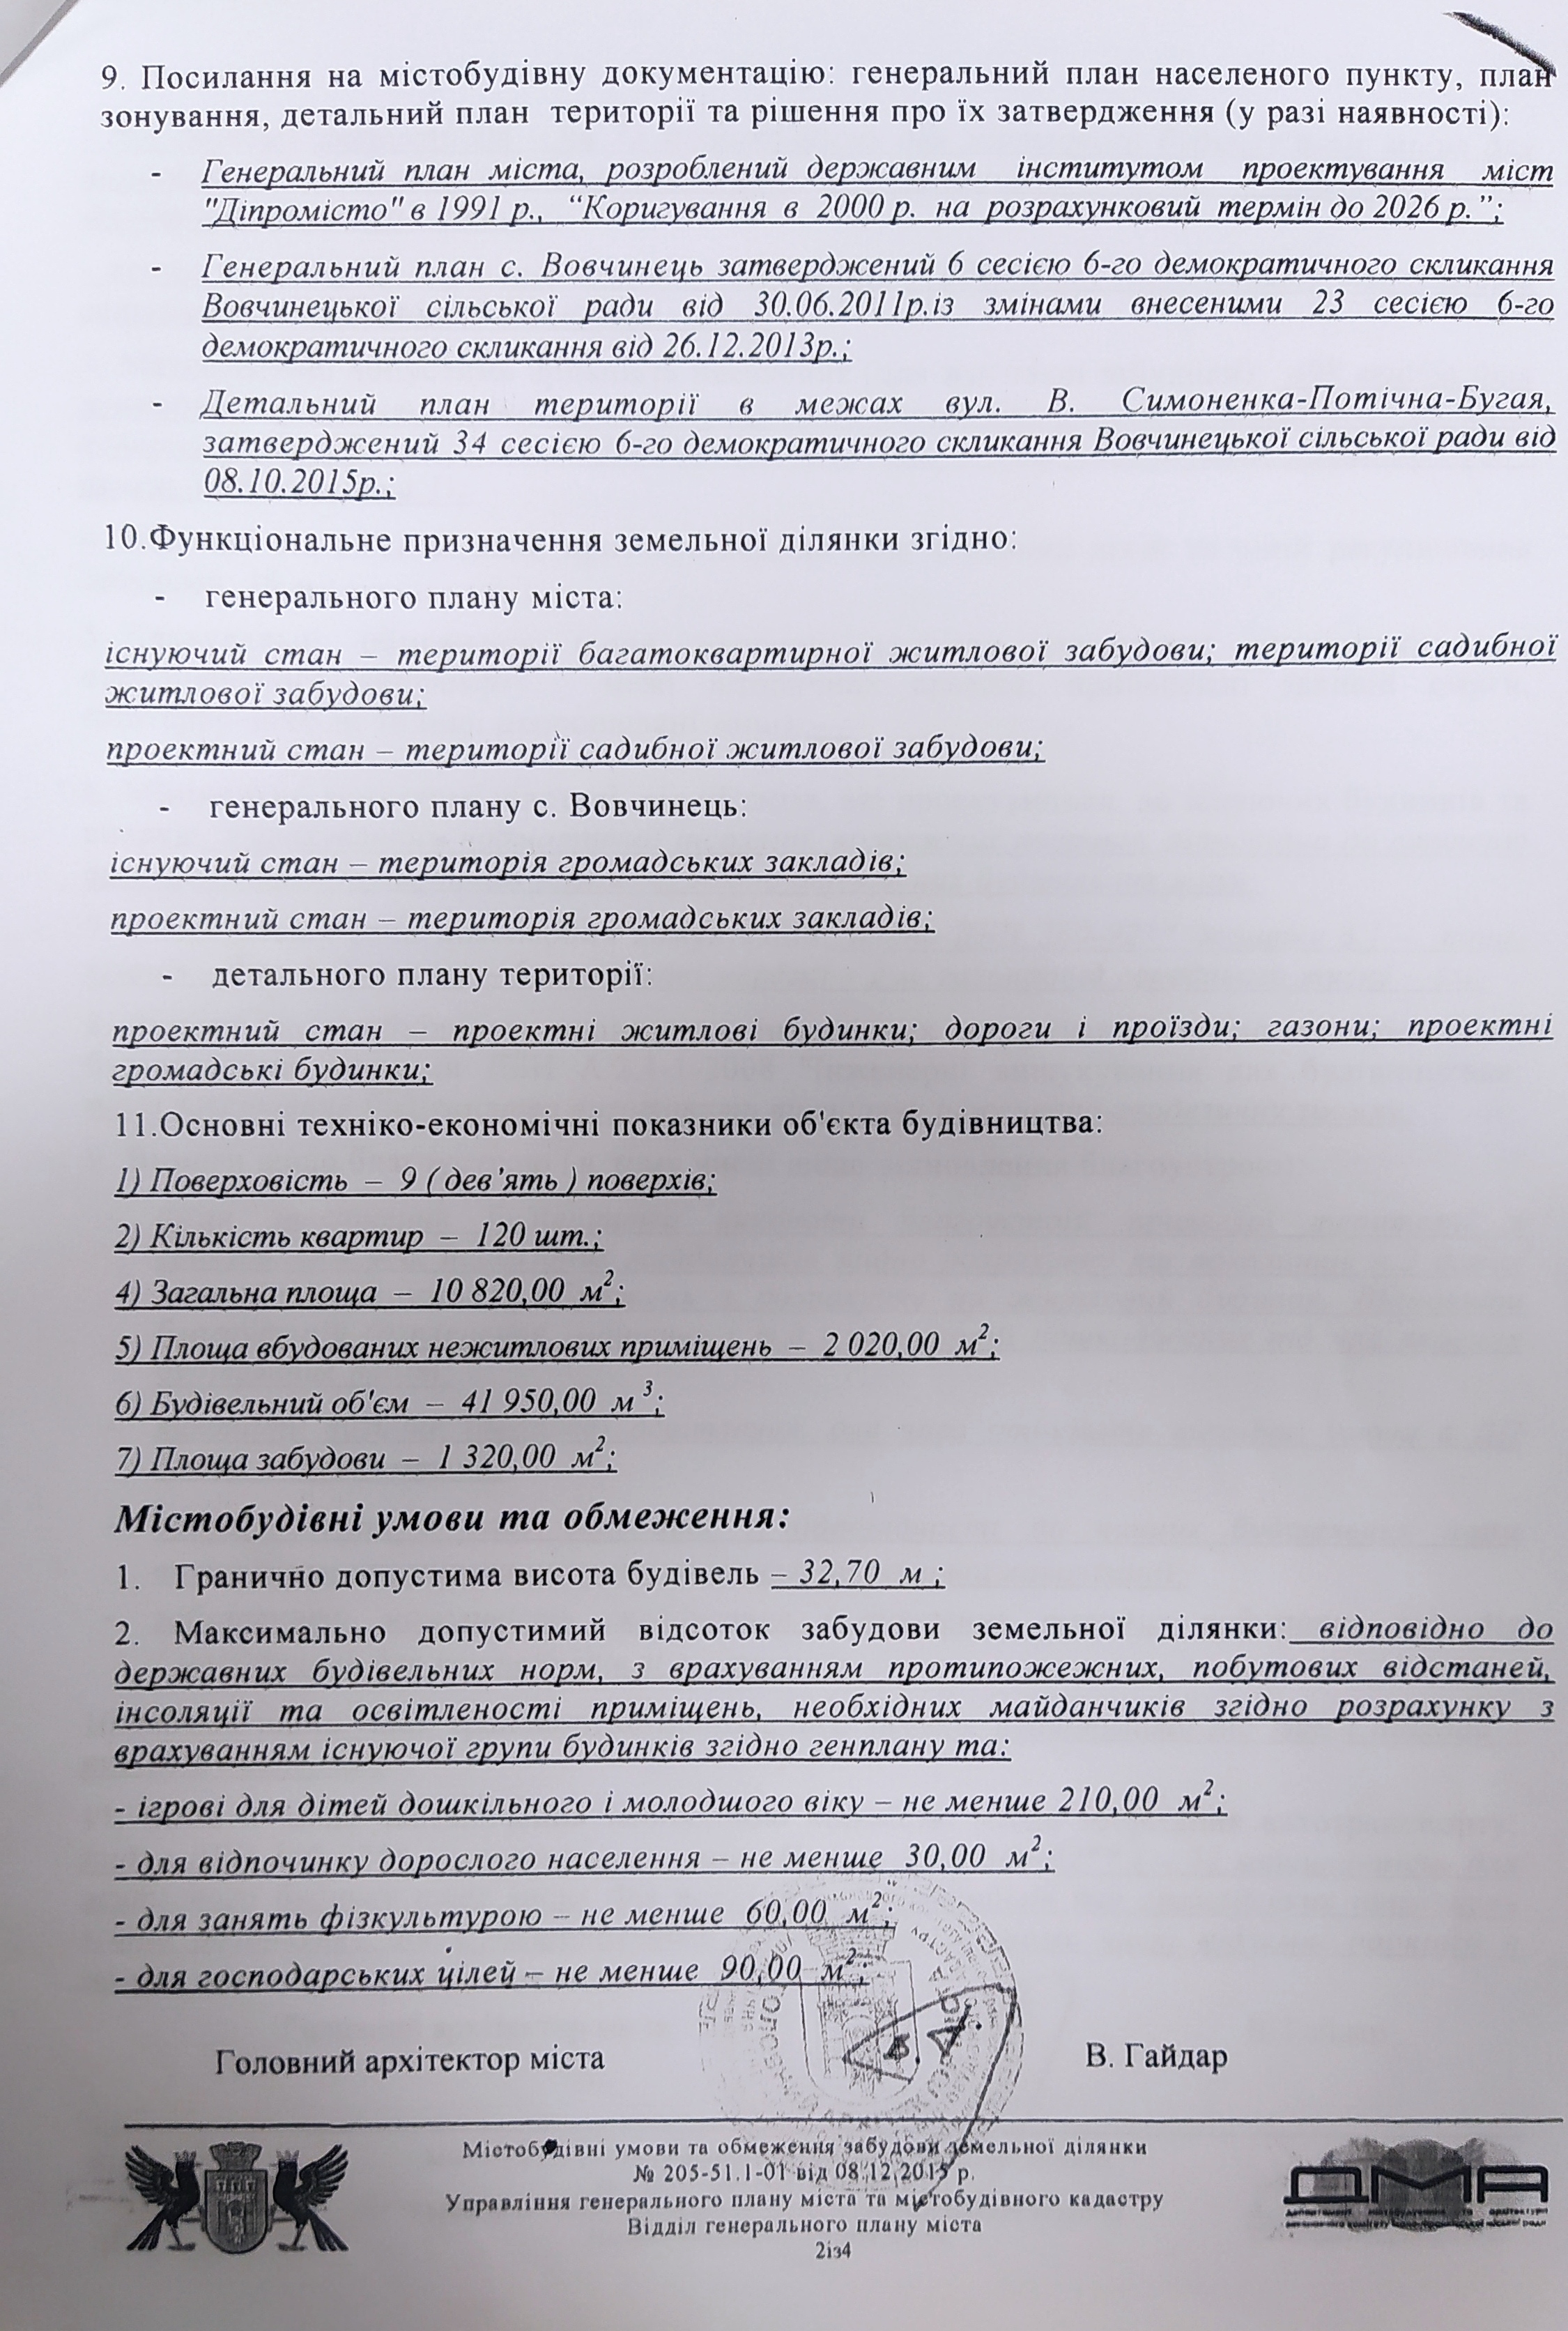 9. Посилання на містобудівну документацію: генеральний план населеного пункту, план
зонування, детальний план території та рішення про їх затвердження (у разі наявності):
- Генеральний план міста, розроблений державним інститутом проектування міст
"Діпромісто" в 1991 р., "Коригування в 2000 р. на розрахунковий термін до 2026 р.";
- Генеральний план с. Вовчинець затверджений 6 сесією 6-го демократичного скликання
Вовчинецької сільської ради від 30.06.2011р.із змінами внесеними 23 сесією 6-го
демократичного скликання від 26.12.2013р.;
- Детальний план території в межах вул. В. Симоненка-Потічна-Бугая,
затверджений 34 сесією 6-го демократичного скликання Вовчинецької сільської ради від
08.10.2015р.;
10.Функціональне призначення земельної ділянки згідно:
- генерального плану міста:
існуючий стан – території багатоквартирної житлової забудови; території садибної
житлової забудови;
проектний стан – території садибної житлової забудови;
- генерального плану с. Вовчинець:
існуючий стан – територія громадських закладів;
проектний стан – територія громадських закладів;
- детального плану території:
проектний стан – проектні житлові будинки; дороги і проїзди; газони; проектні
громадські будинки;
11.Основні техніко-економічні показники об'єкта будівництва:
1) Поверховість – 9 ( дев'ять ) поверхів;
2) Кількість квартир – 120 шт.;
4) Загальна площа – 10 820,00 м²;
5) Площа вбудованих нежитлових приміщень – 2 020,00 м²;
6) Будівельний об'єм – 41 950,00 м³;
7) Площа забудови – 1 320,00 м²;
Містобудівні умови та обмеження:
1. Гранично допустима висота будівель – 32,70 м ;
2. Максимально допустимий відсоток забудови земельної ділянки: відповідно до
державних будівельних норм, з врахуванням протипожежних, побутових відстаней,
інсоляції та освітленості приміщень, необхідних майданчиків згідно розрахунку з
врахуванням існуючої групи будинків згідно генплану та:
- ігрові для дітей дошкільного і молодшого віку – не менше 210,00 м²;
- для відпочинку дорослого населення – не менше 30,00 м²;
- для занять фізкультурою – не менше 60,00 м²;
- для господарських цілей – не менше 90,00 м²;
Головний архітектор міста В. Гайдар
Містобудівні умови та обмеження забудови земельної ділянки
№ 205-51.1-01 від 08.12.2015 р.
Управління генерального плану міста та містобудівного кадастру
Відділ генерального плану міста
2із4